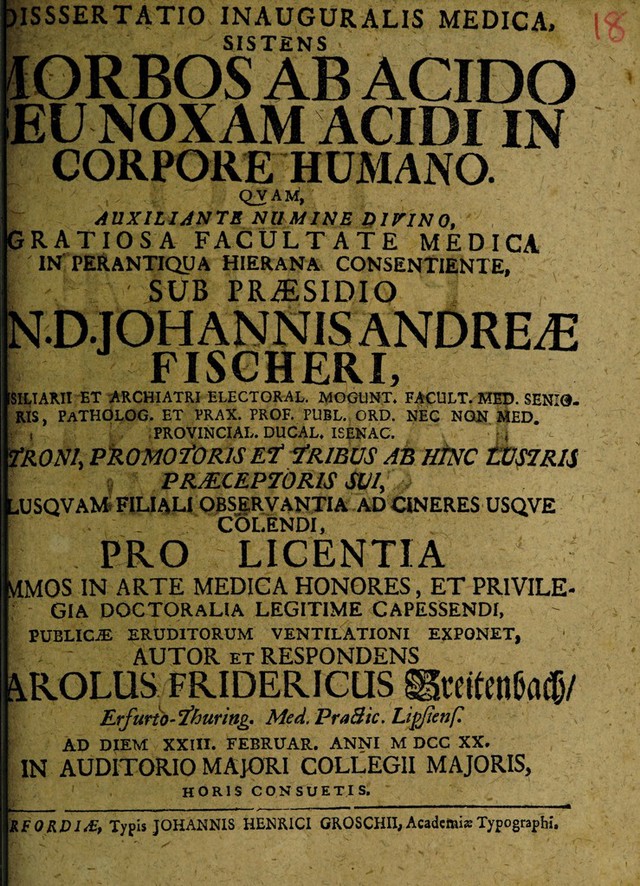 DISSSERTATIO INAUGURALIS MEDICA,
18
SISTENS
MORBOS AB ACIDO
SEU NOXAM ACIDI IN
CORPORE HUMANO.
QVAM,
AUXILIANTE NUMINE DIVINO,
GRATIOSA FACULTATE MEDICA
IN PERANTIQUA HIERANA CONSENTIENTE,
SUB PRÆSIDIO
N.D.JOHANNIS ANDREÆ
FISCHERI,
SILIARII ET ARCHIATRI ELECTORAL. MOGUNT. FACULT. MED. SENIO-
RIS, PATHOLOG. ET PRAX. PROF. PUBL. ORD. NEC NON MED.
PROVINCIAL. DUCAL. ISENAC.
TRONI, PROMOTORIS ET TRIBUS AB HINC LUSTRIS
PRÆCEPTORIS SUI,
LUSQVAM FILIALI OBSERVANTIA AD CINERES USQVE
COLENDI,
PRO LICENTIA
MMOS IN ARTE MEDICA HONORES, ET PRIVILE-
GIA DOCTORALIA LEGITIME CAPESSENDI,
PUBLICÆ ERUDITORUM VENTILATIONI EXPONET,
AUTOR ET RESPONDENS
AROLUS FRIDERICUS Breitenbach/
Erfurto-Thuring. Med. Practic. Lipsiens.
AD DIEM XXIII. FEBRUAR. ANNI M DCC XX.
IN AUDITORIO MAJORI COLLEGII MAJORIS,
HORIS CONSUETIS.
RFORDIÆ, Typis JOHANNIS HENRICI GROSCHII, Academiæ Typographi.